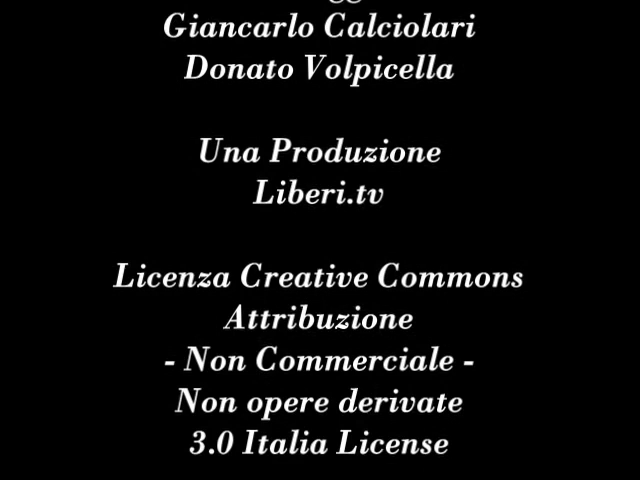 Giancarlo Calciolari
Donato Volpicella
Una Produzione
Liberi.tv
Licenza Creative Commons
Attribuzione
- Non Commerciale -
Non opere derivate
3.0 Italia License